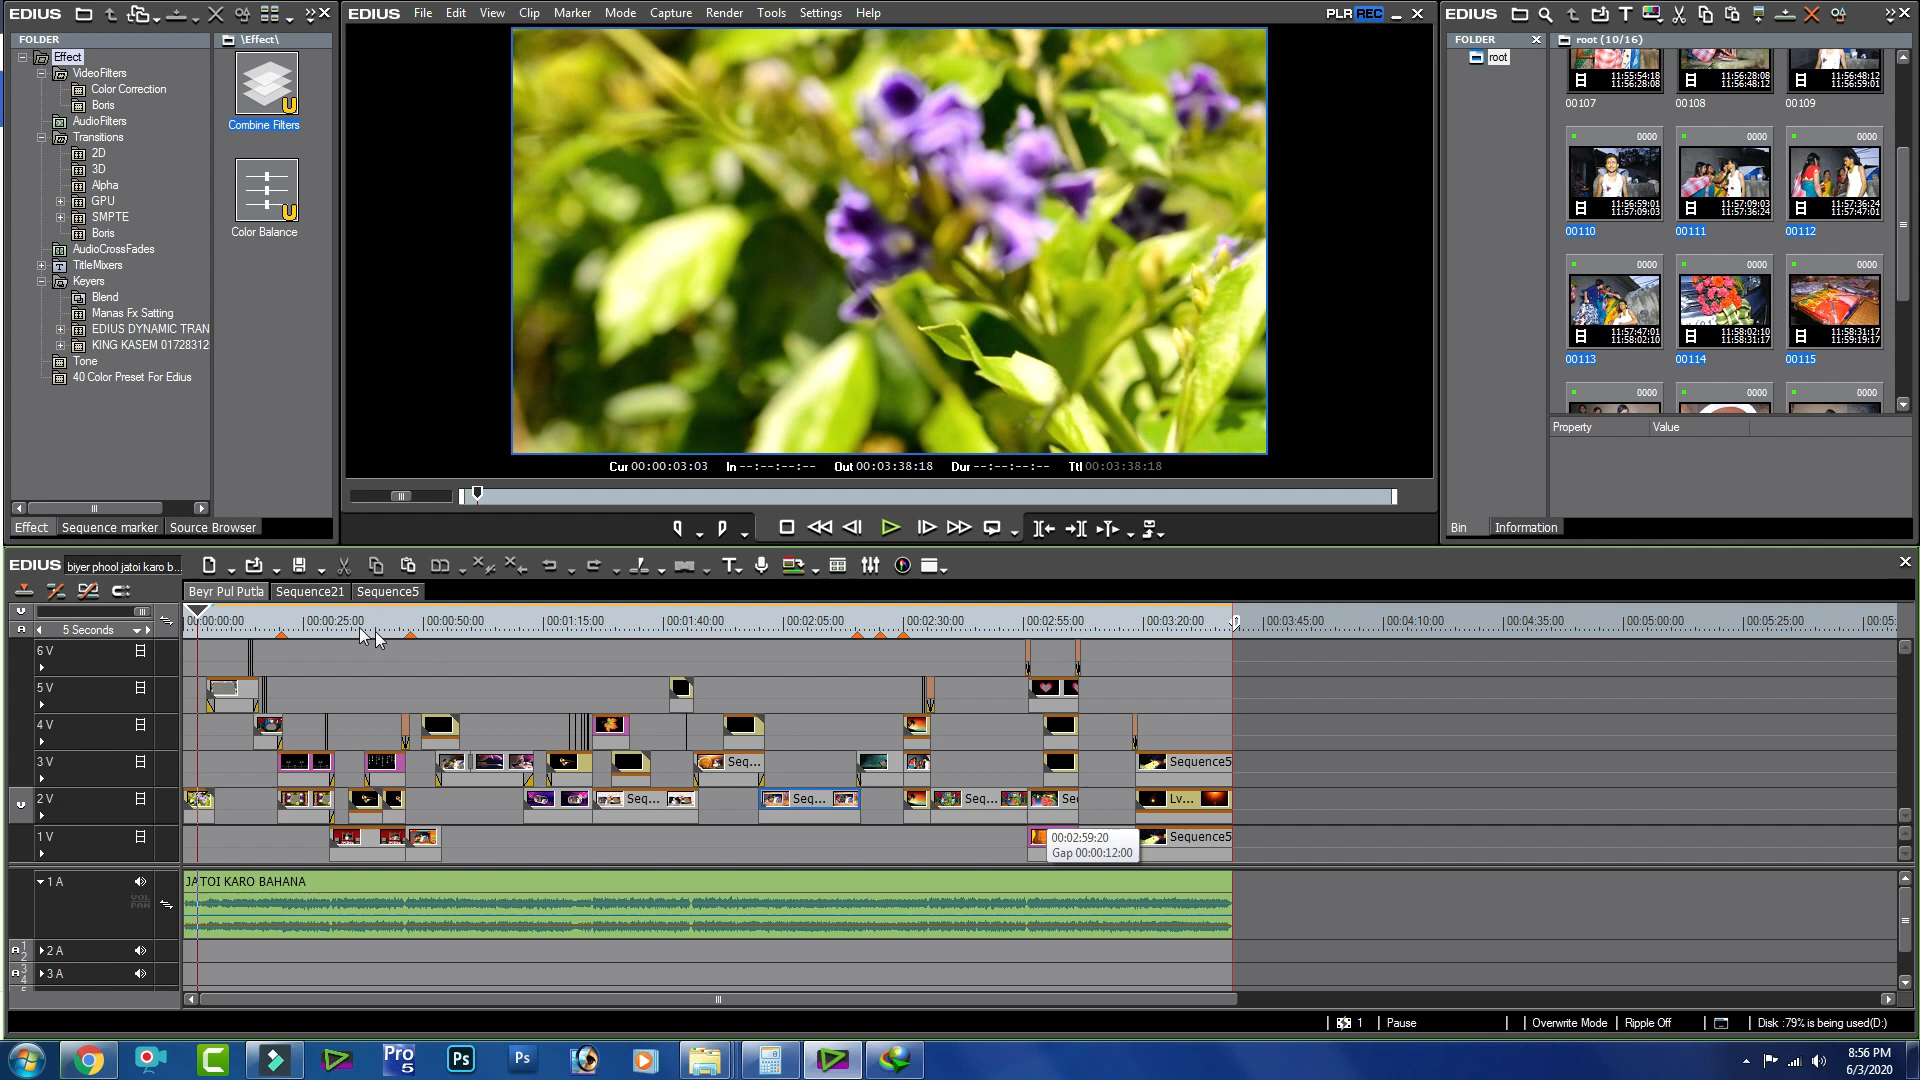 EDIUS
FOLDER
\Effect\
Effect
VideoFilters
Color Correction
Boris
AudioFilters
Transitions
2D
3D
Alpha
GPU
SMPTE
Boris
AudioCrossFades
TitleMixers
Keyers
Blend
Manas Fx Satting
EDIUS DYNAMIC TRAN
KING KASEM 01728312
Tone
40 Color Preset For Edius
U
Combine Filters
U
Color Balance
Effect Sequence marker Source Browser
EDIUS File Edit View Clip Marker Mode Capture Render Tools Settings Help
PLR REC
Cur 00:00:03:03 In --:--:--:-- Out 00:03:38:18 Dur --:--:--:-- Ttl 00:03:38:18
EDIUS
FOLDER
root (10/16)
root
11:55:54:18
11:56:28:08
11:56:28:08
11:56:48:12
11:56:48:12
11:56:59:01
00107 00108 00109
0000 0000 0000
11:56:59:01
11:57:09:03
11:57:09:03
11:57:36:24
11:57:36:24
11:57:47:01
00110 00111 00112
0000 0000 0000
11:57:47:01
11:58:02:10
11:58:02:10
11:58:31:17
11:58:31:17
11:59:19:17
00113 00114 00115
0000 0000 0000
Property Value
Bin Information
EDIUS biyer phool jatoi karo b...
Beyr Pul Putla Sequence21 Sequence5
5 Seconds
00:00:00:00 00:00:25:00 00:00:50:00 00:01:15:00 00:01:40:00 00:02:05:00 00:02:30:00 00:02:55:00 00:03:20:00 00:03:45:00 00:04:10:00 00:04:35:00 00:05:00:00 00:05:25:00 00:05:
6 V
5 V
4 V
3 V Seq... Sequence5
2 V Seq... Seq... Seq... Lv...
1 V Sequence5
00:02:59:20
Gap 00:00:12:00
1 A JATOI KARO BAHANA
VOL
PAN
2 A
3 A
1 Pause Overwrite Mode Ripple Off Disk :79% is being used(D:)
Pro
5
Ps
Ps
8:56 PM
6/3/2020